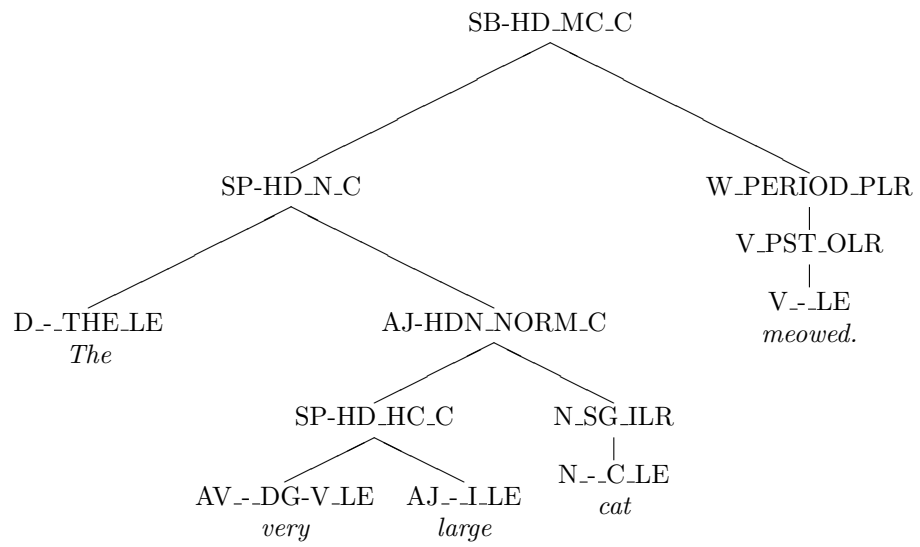 SB-HD_MC_C
SP-HD_N_C W_PERIOD_PLR
V_PST_OLR
D_-_THE_LE AJ-HDN_NORM_C V_-_LE
The meowed.
SP-HD_HC_C N_SG_ILR
AV_-_DG-V_LE AJ_-_I_LE N_-_C_LE
very large cat